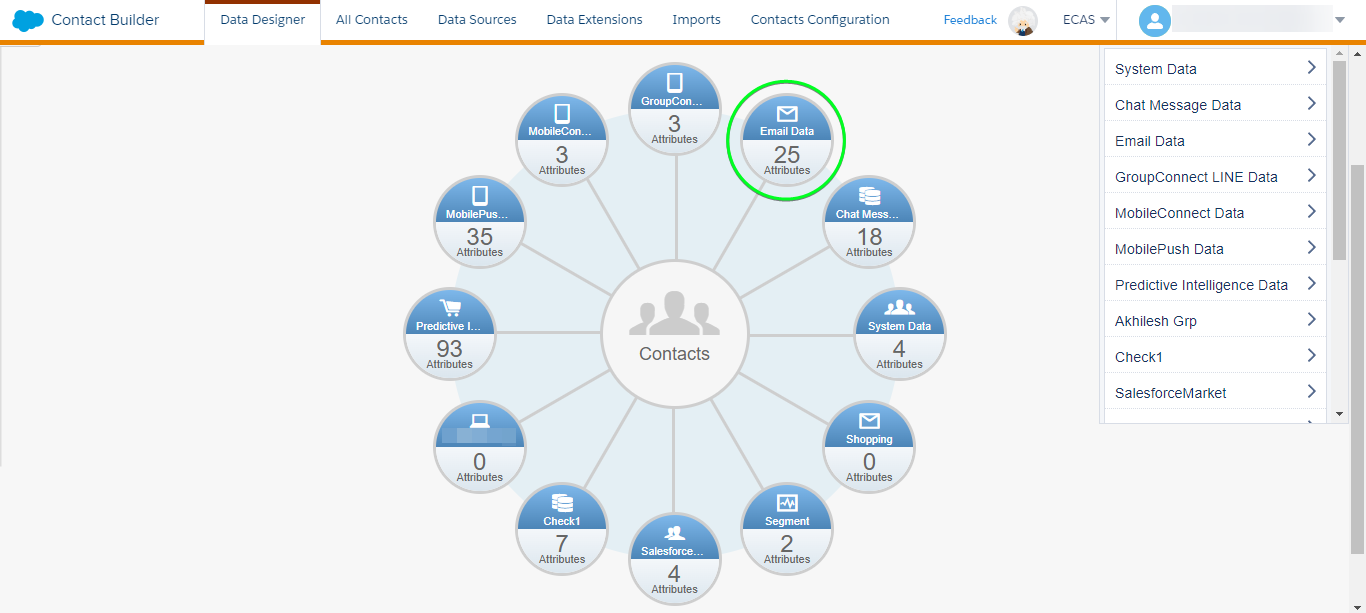 Contact Builder
Data Designer
All Contacts
Data Sources
Data Extensions
Imports
Contacts Configuration
Feedback
ECAS
GroupCon...
3
Attributes
MobileCon...
3
Attributes
Email Data
25
Attributes
MobilePus...
35
Attributes
Chat Mess...
18
Attributes
Predictive I...
93
Attributes
Contacts
System Data
4
Attributes
0
Attributes
Shopping
0
Attributes
Check1
7
Attributes
Salesforce...
4
Attributes
Segment
2
Attributes
System Data
Chat Message Data
Email Data
GroupConnect LINE Data
MobileConnect Data
MobilePush Data
Predictive Intelligence Data
Akhilesh Grp
Check1
SalesforceMarket